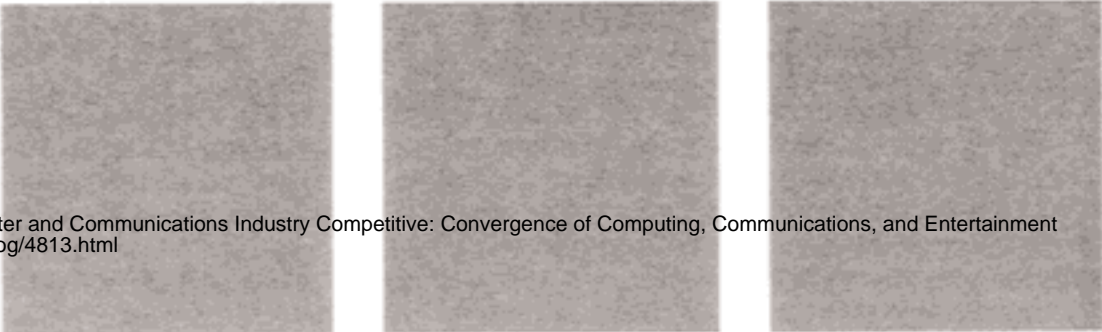 ter and Communications Industry Competitive: Convergence of Computing, Communications, and Entertainment
og/4813.html